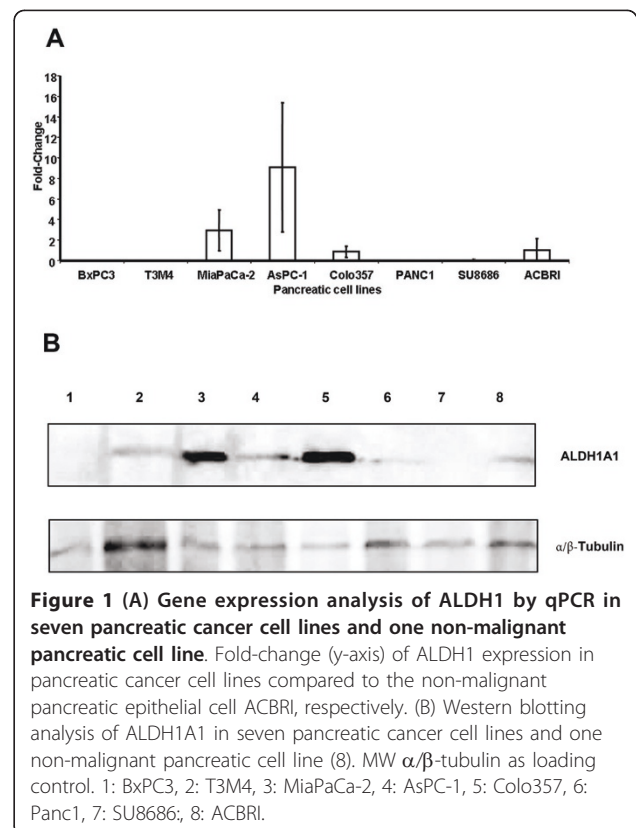 A
18
16
14
12
10
8
6
4
2
0
Fold-Change
BxPC3 T3M4 MiaPaCa-2 AsPC-1 Colo357 PANC1 SU8686 ACBRI
Pancreatic cell lines
B
1 2 3 4 5 6 7 8
ALDH1A1
α/β-Tubulin
Figure 1 (A) Gene expression analysis of ALDH1 by qPCR in
seven pancreatic cancer cell lines and one non-malignant
pancreatic cell line. Fold-change (y-axis) of ALDH1 expression in
pancreatic cancer cell lines compared to the non-malignant
pancreatic epithelial cell ACBRI, respectively. (B) Western blotting
analysis of ALDH1A1 in seven pancreatic cancer cell lines and one
non-malignant pancreatic cell line (8). MW α/β-tubulin as loading
control. 1: BxPC3, 2: T3M4, 3: MiaPaCa-2, 4: AsPC-1, 5: Colo357, 6:
Panc1, 7: SU8686:, 8: ACBRI.